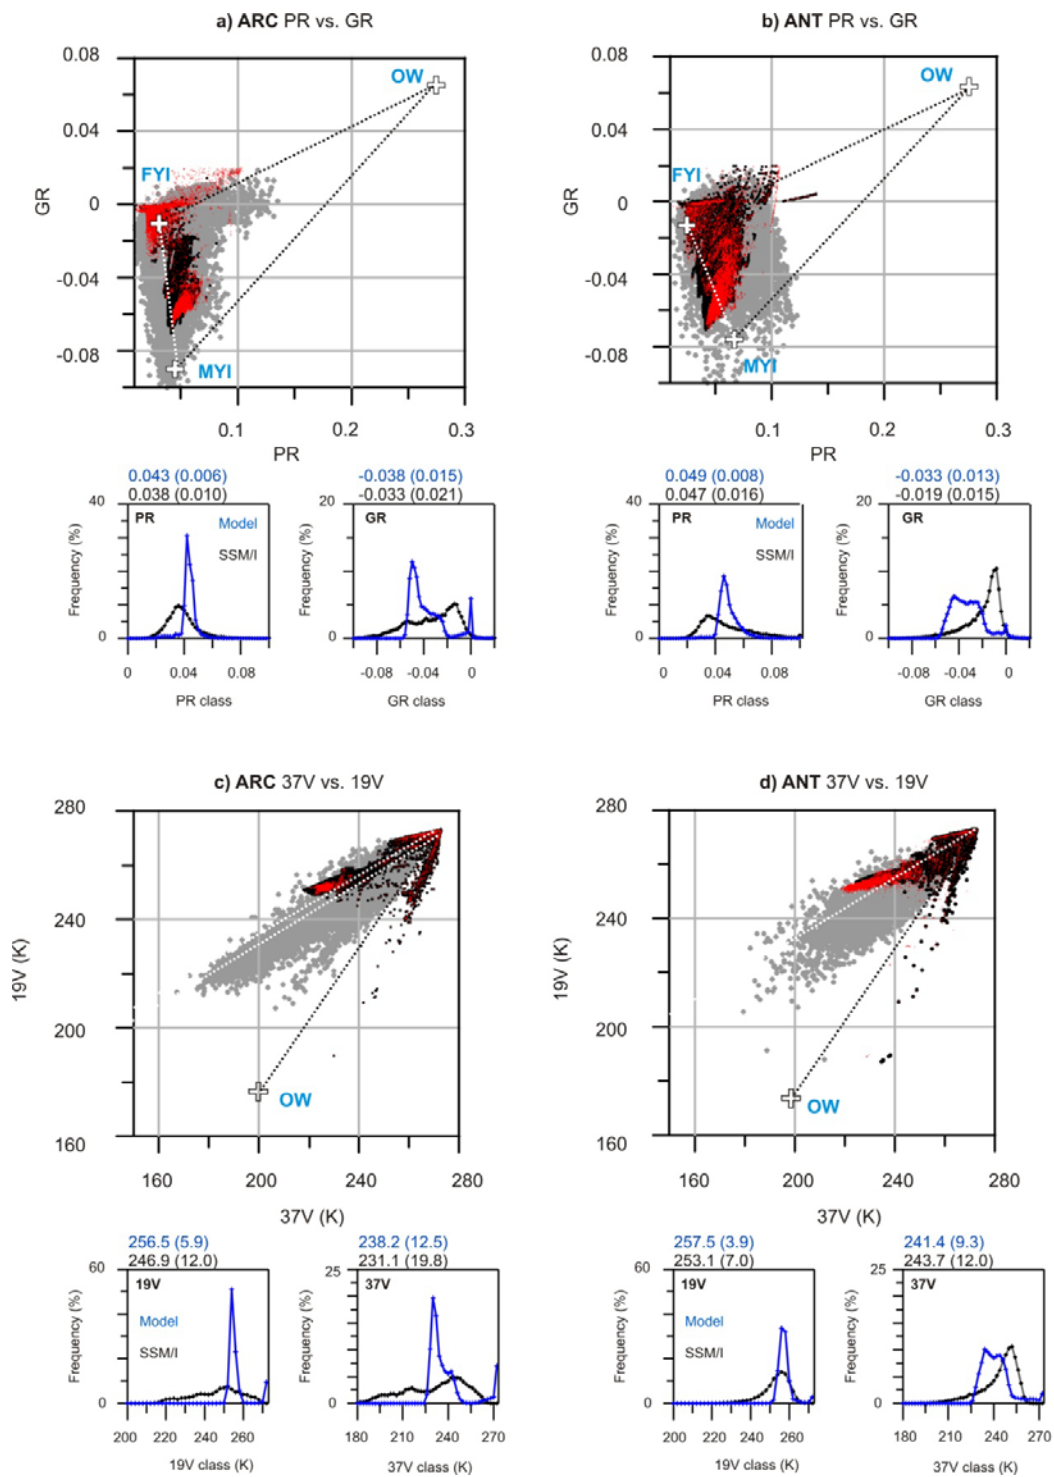 a) ARC PR vs. GR
0.08
0.04
0
-0.04
-0.08
GR
OW
FYI
MYI
0.1
0.2
0.3
PR
b) ANT PR vs. GR
0.08
0.04
0
-0.04
-0.08
GR
OW
FYI
MYI
0.1
0.2
0.3
PR
0.043 (0.006)
0.038 (0.010)
40
20
0
Frequency (%)
PR
Model
SSM/I
0
0.04
0.08
PR class
-0.038 (0.015)
-0.033 (0.021)
20
10
0
Frequency (%)
GR
-0.08
-0.04
0
GR class
0.049 (0.008)
0.047 (0.016)
40
20
0
Frequency (%)
PR
Model
SSM/I
0
0.04
0.08
PR class
-0.033 (0.013)
-0.019 (0.015)
20
10
0
Frequency (%)
GR
-0.08
-0.04
0
GR class
c) ARC 37V vs. 19V
280
240
200
160
19V (K)
OW
160
200
240
280
37V (K)
d) ANT 37V vs. 19V
280
240
200
160
19V (K)
OW
160
200
240
280
37V (K)
256.5 (5.9)
246.9 (12.0)
60
40
20
0
Frequency (%)
19V
Model
SSM/I
200
220
240
260
19V class (K)
238.2 (12.5)
231.1 (19.8)
25
0
Frequency (%)
37V
180
210
240
270
37V class (K)
257.5 (3.9)
253.1 (7.0)
60
40
20
0
Frequency (%)
19V
Model
SSM/I
200
220
240
260
19V class (K)
241.4 (9.3)
243.7 (12.0)
25
0
Frequency (%)
37V
180
210
240
270
37V class (K)